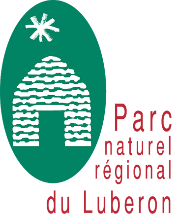 Parc
naturel
régional
du Luberon